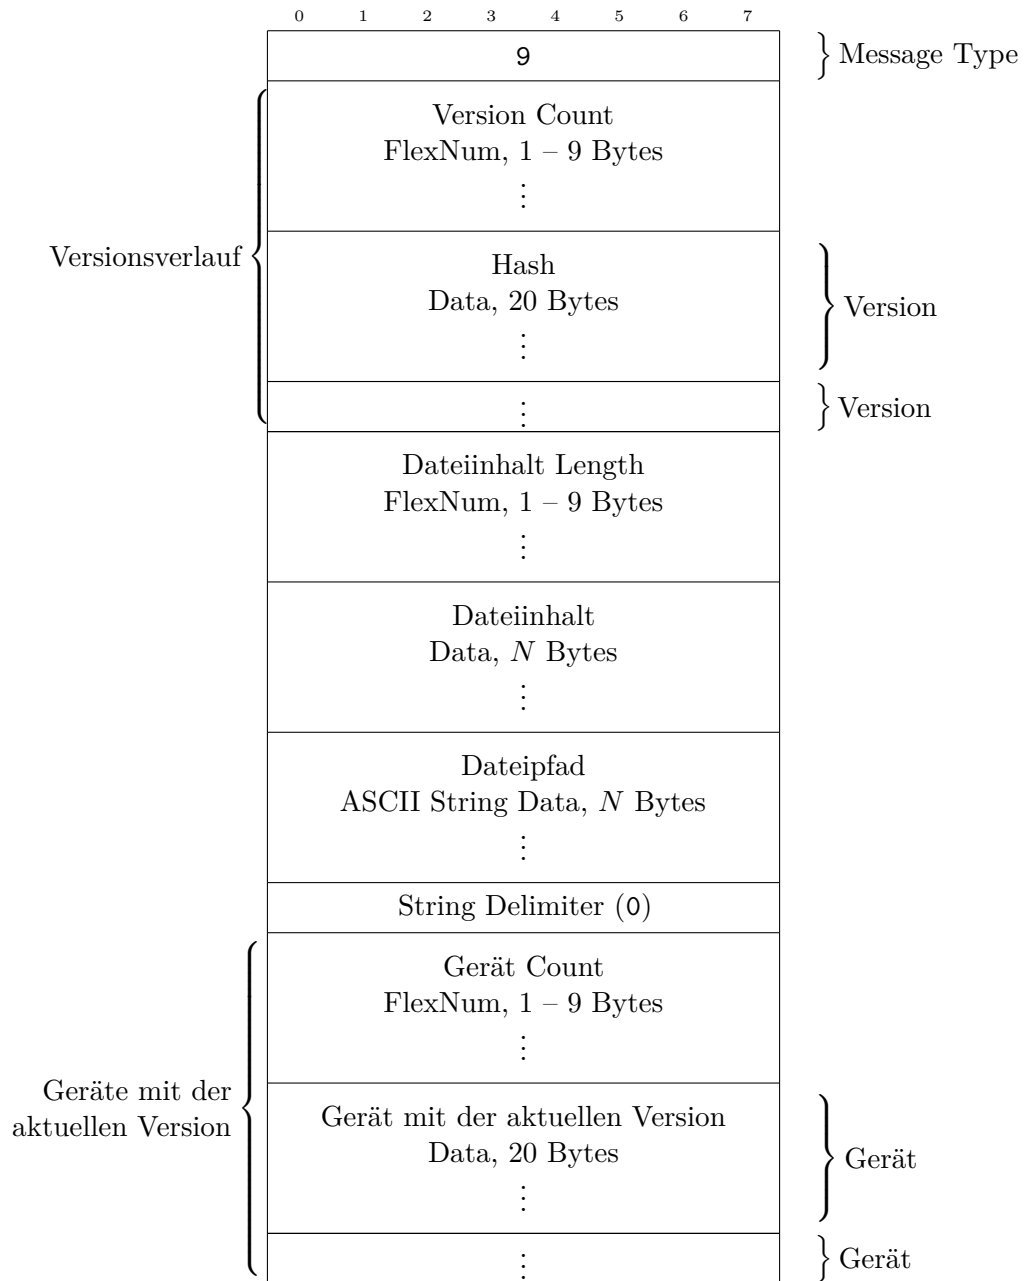 0 1 2 3 4 5 6 7
9
Message Type
Version Count
FlexNum, 1 – 9 Bytes
Versionsverlauf
Hash
Data, 20 Bytes
Version
Version
Dateiinhalt Length
FlexNum, 1 – 9 Bytes
Dateiinhalt
Data, N Bytes
Dateipfad
ASCII String Data, N Bytes
String Delimiter (0)
Gerät Count
FlexNum, 1 – 9 Bytes
Geräte mit der
aktuellen Version
Gerät mit der aktuellen Version
Data, 20 Bytes
Gerät
Gerät